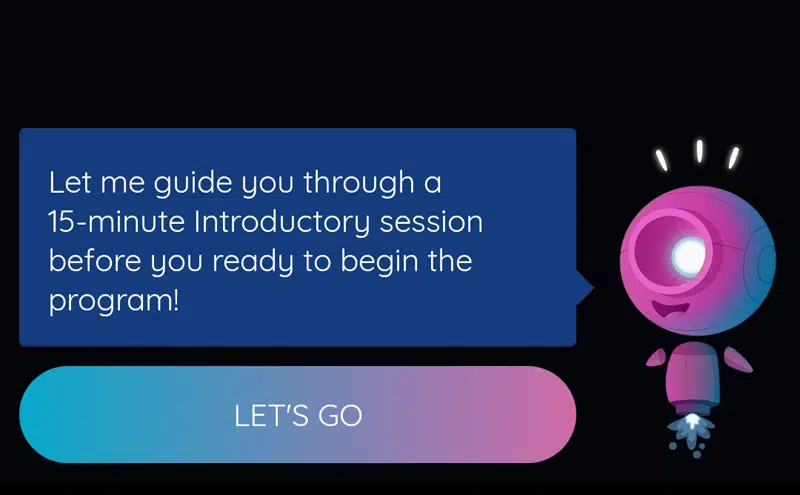 Let me guide you through a
15-minute Introductory session
before you ready to begin the
program!
LET'S GO